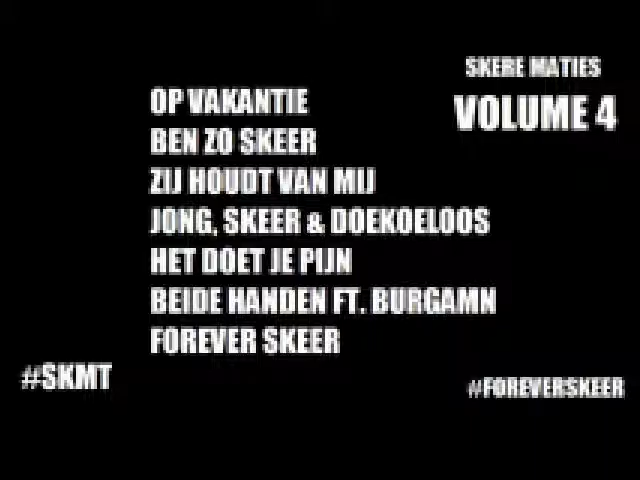 SKERE MATIES
VOLUME 4
OP VAKANTIE
BEN ZO SKEER
ZIJ HOUDT VAN MIJ
JONG, SKEER & DOEKOELOOS
HET DOET JE PIJN
BEIDE HANDEN FT. BURGAMN
FOREVER SKEER
#SKMT
#FOREVERSKEER